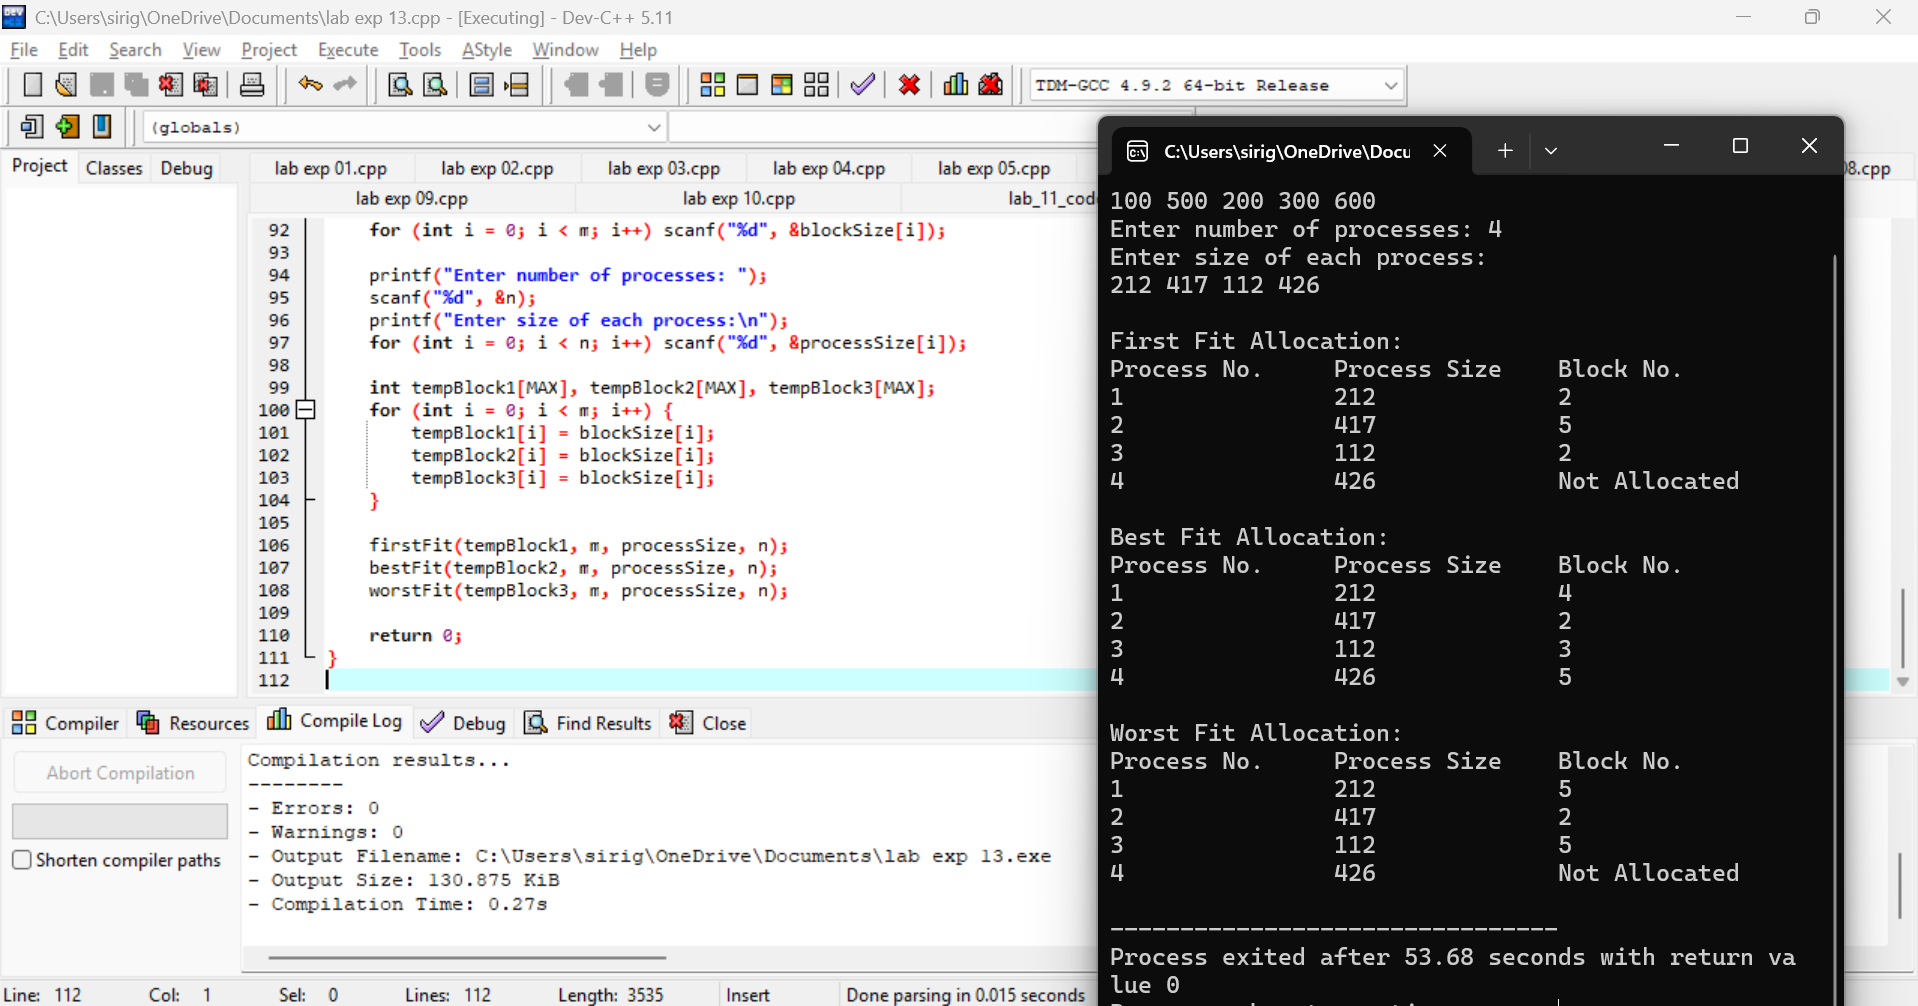 C:\Users\sirig\OneDrive\Documents\lab exp 13.cpp - [Executing] - Dev-C++ 5.11
File Edit Search View Project Execute Tools AStyle Window Help
TDM-GCC 4.9.2 64-bit Release
(globals)
Project Classes Debug
lab exp 01.cpp lab exp 02.cpp lab exp 03.cpp lab exp 04.cpp lab exp 05.cpp 08.cpp
lab exp 09.cpp lab exp 10.cpp lab_11_cod
92 for (int i = 0; i < m; i++) scanf("%d", &blockSize[i]);
93
94 printf("Enter number of processes: ");
95 scanf("%d", &n);
96 printf("Enter size of each process:\n");
97 for (int i = 0; i < n; i++) scanf("%d", &processSize[i]);
98
99 int tempBlock1[MAX], tempBlock2[MAX], tempBlock3[MAX];
100 for (int i = 0; i < m; i++) {
101 tempBlock1[i] = blockSize[i];
102 tempBlock2[i] = blockSize[i];
103 tempBlock3[i] = blockSize[i];
104 }
105
106 firstFit(tempBlock1, m, processSize, n);
107 bestFit(tempBlock2, m, processSize, n);
108 worstFit(tempBlock3, m, processSize, n);
109
110 return 0;
111 }
112
Compiler Resources Compile Log Debug Find Results Close
Abort Compilation
Shorten compiler paths
Compilation results...
--------
- Errors: 0
- Warnings: 0
- Output Filename: C:\Users\sirig\OneDrive\Documents\lab exp 13.exe
- Output Size: 130.875 KiB
- Compilation Time: 0.27s
Line: 112 Col: 1 Sel: 0 Lines: 112 Length: 3535 Insert Done parsing in 0.015 seconds
C:\Users\sirig\OneDrive\Docu
100 500 200 300 600
Enter number of processes: 4
Enter size of each process:
212 417 112 426
First Fit Allocation:
Process No. Process Size Block No.
1 212 2
2 417 5
3 112 2
4 426 Not Allocated
Best Fit Allocation:
Process No. Process Size Block No.
1 212 4
2 417 2
3 112 3
4 426 5
Worst Fit Allocation:
Process No. Process Size Block No.
1 212 5
2 417 2
3 112 5
4 426 Not Allocated
--------------------------------
Process exited after 53.68 seconds with return va
lue 0